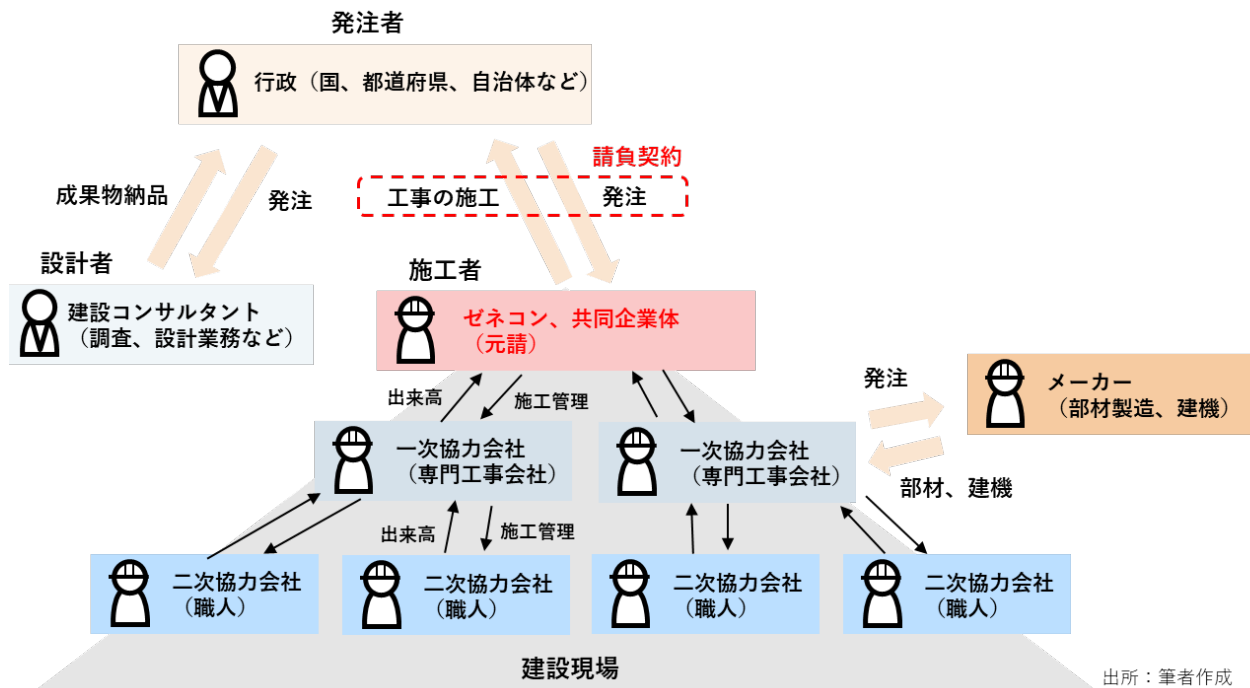 発注者
行政（国、都道府県、自治体など）
請負契約
成果物納品
発注
工事の施工
発注
設計者
施工者
建設コンサルタント
（調査、設計業務など）
ゼネコン、共同企業体
（元請）
発注
メーカー
（部材製造、建機）
出来高
施工管理
一次協力会社
（専門工事会社）
一次協力会社
（専門工事会社）
部材、建機
出来高
施工管理
二次協力会社
（職人）
二次協力会社
（職人）
二次協力会社
（職人）
二次協力会社
（職人）
建設現場
出所：筆者作成